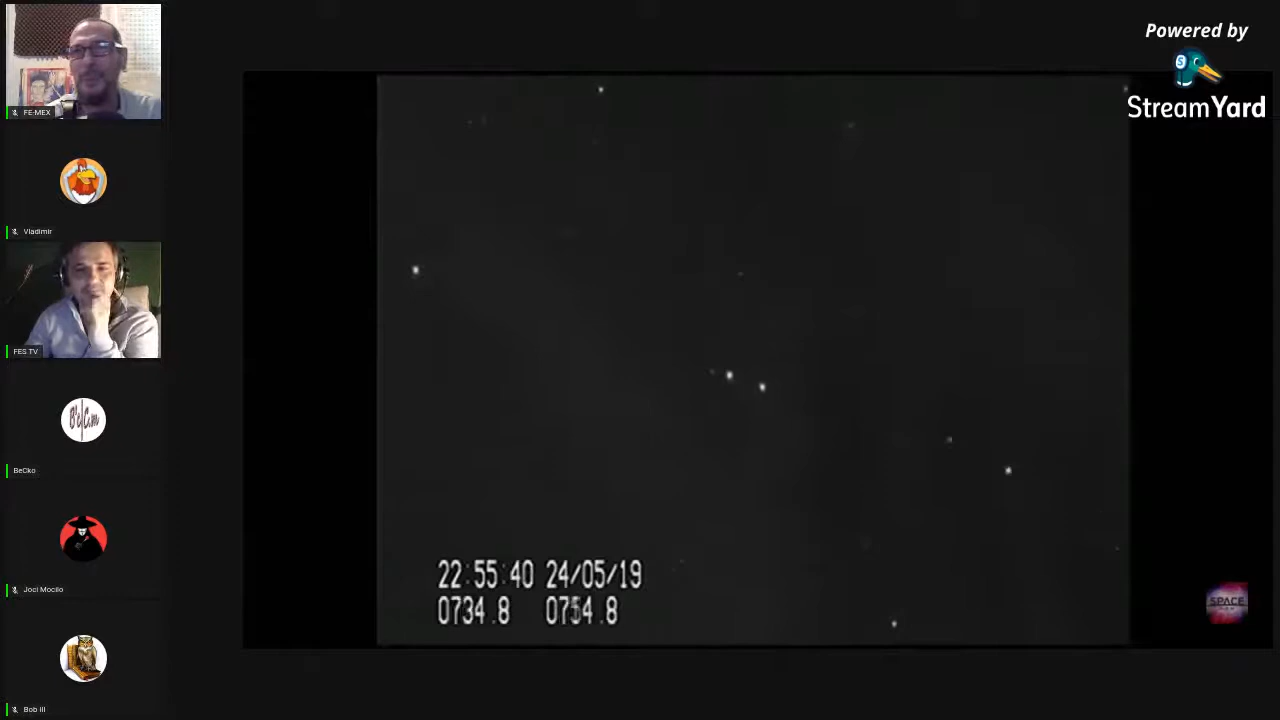 Powered by
StreamYard
FE-MEX
Vladimir
FES TV
BeCko
Joci Mocilo
Bob III
22:55:40 24/05/19
0734.8 0754.8
SPACE